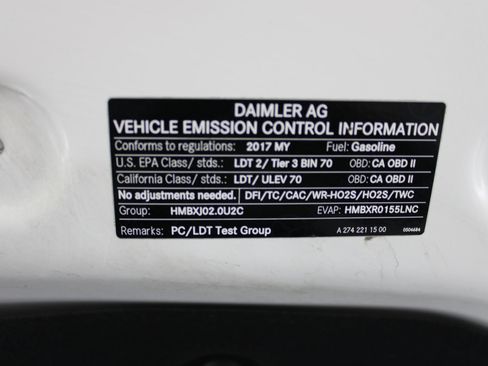 DAIMLER AG
VEHICLE EMISSION CONTROL INFORMATION
Conforms to regulations: 2017 MY Fuel: Gasoline
U.S. EPA Class/ stds.: LDT 2/ Tier 3 BIN 70 OBD: CA OBD II
California Class/ stds.: LDT/ ULEV 70 OBD: CA OBD II
No adjustments needed. DFI/TC/CAC/WR-HO2S/HO2S/TWC
Group: HMBXJ02.0U2C EVAP: HMBXR0155LNC
Remarks: PC/LDT Test Group A 274 221 15 00 0004684